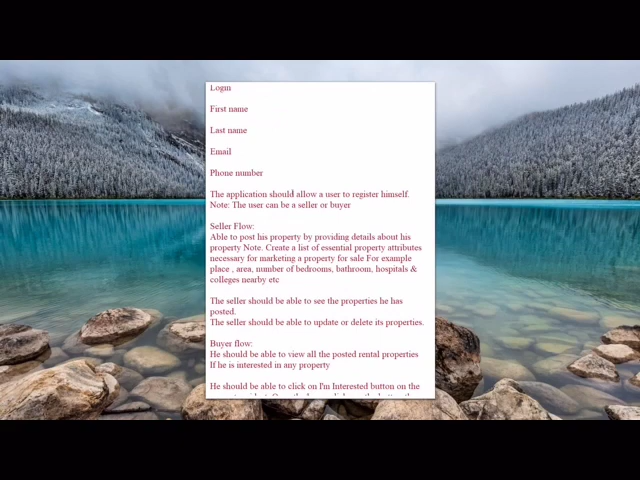 Login
First name
Last name
Email
Phone number
The application should allow a user to register himself.
Note: The user can be a seller or buyer
Seller Flow:
Able to post his property by providing details about his
property Note. Create a list of essential property attributes
necessary for marketing a property for sale For example
place , area, number of bedrooms, bathroom, hospitals &
colleges nearby etc
The seller should be able to see the properties he has
posted.
The seller should be able to update or delete its properties.
Buyer flow:
He should be able to view all the posted rental properties
If he is interested in any property
He should be able to click on I'm Interested button on the